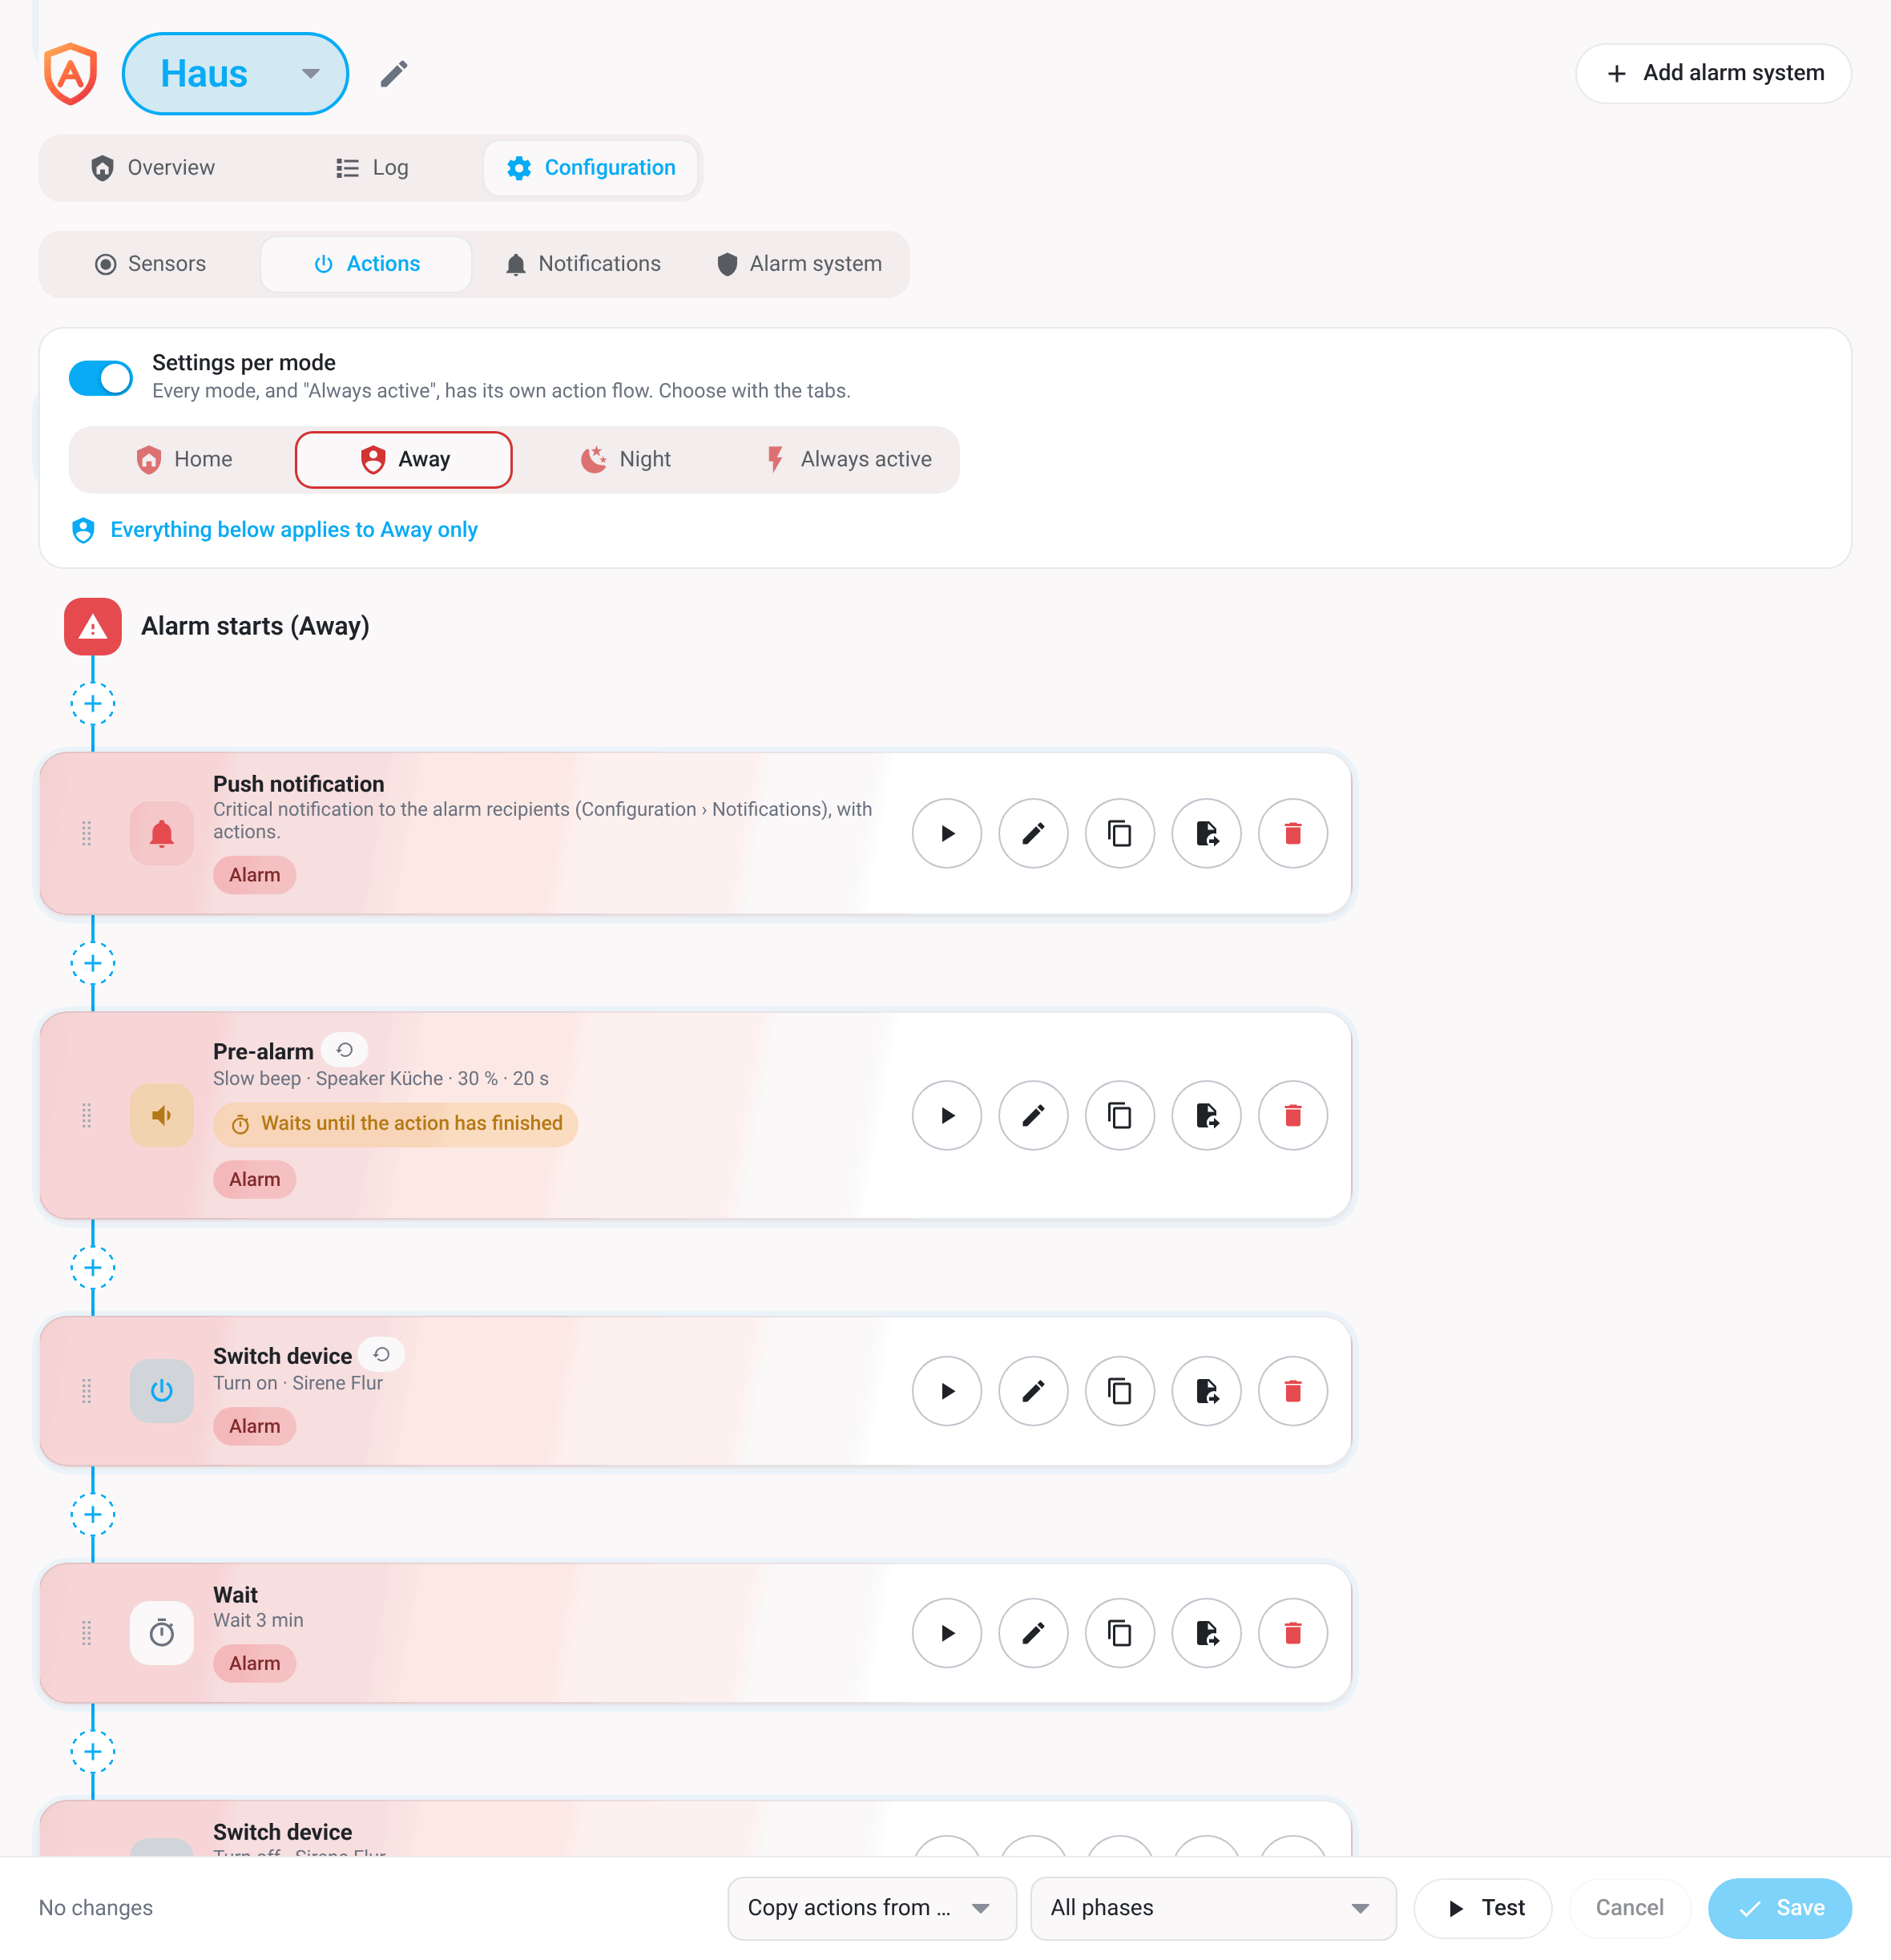 Haus
Add alarm system
Overview
Log
Configuration
Sensors
Actions
Notifications
Alarm system
Settings per mode
Every mode, and "Always active", has its own action flow. Choose with the tabs.
Home
Away
Night
Always active
Everything below applies to Away only
Alarm starts (Away)
Push notification
Critical notification to the alarm recipients (Configuration › Notifications), with
actions.
Alarm
Pre-alarm
Slow beep · Speaker Küche · 30 % · 20 s
Waits until the action has finished
Alarm
Switch device
Turn on · Sirene Flur
Alarm
Wait
Wait 3 min
Alarm
Switch device
Turn off · Sirene Flur
No changes
Copy actions from ...
All phases
Test
Cancel
Save